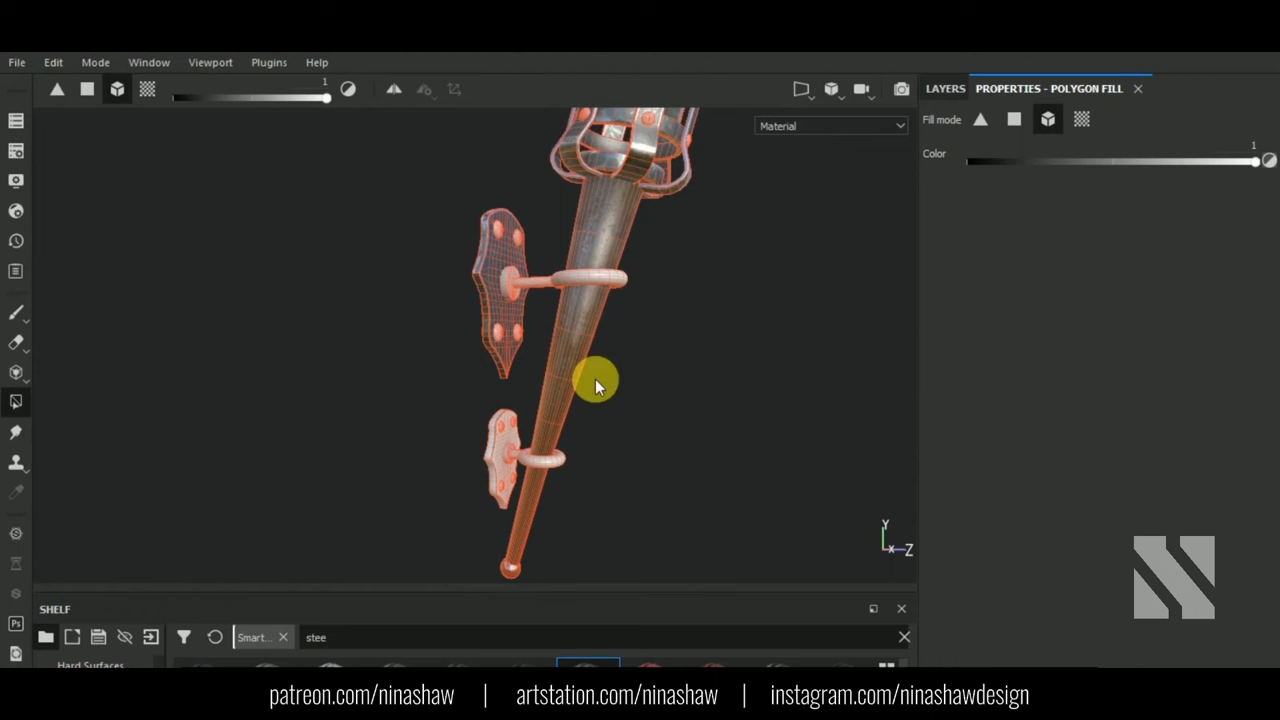 File Edit Mode Window Viewport Plugins Help
1
LAYERS PROPERTIES - POLYGON FILL
Fill mode
Material
1
Color
Y
X Z
SHELF
Ps
Smart... stee
Hard Surfaces
patreon.com/ninashaw | artstation.com/ninashaw | instagram.com/ninashawdesign